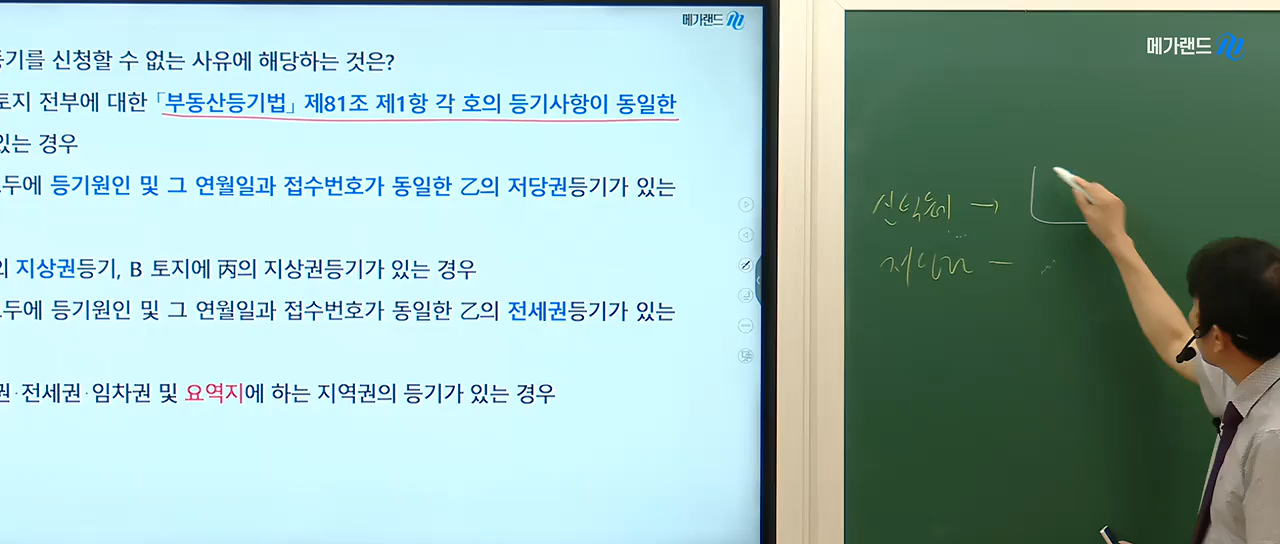 메가랜드
등기를 신청할 수 없는 사유에 해당하는 것은?
토지 전부에 대한 「부동산등기법」 제81조 제1항 각 호의 등기사항이 동일한
있는 경우
모두에 등기원인 및 그 연월일과 접수번호가 동일한 乙의 저당권등기가 있는
의 지상권등기, B 토지에 丙의 지상권등기가 있는 경우
모두에 등기원인 및 그 연월일과 접수번호가 동일한 乙의 전세권등기가 있는
권·전세권·임차권 및 요역지에 하는 지역권의 등기가 있는 경우
메가랜드